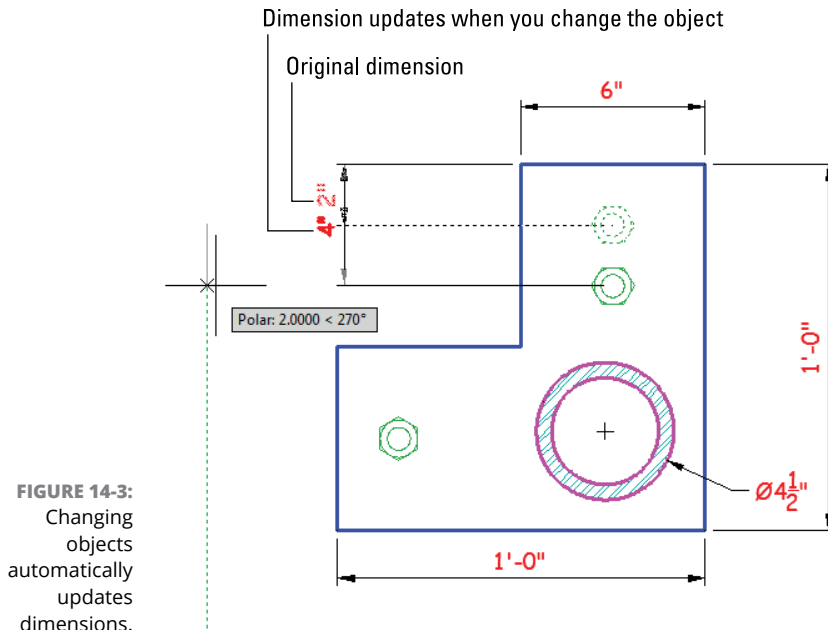 Dimension updates when you change the object
Original dimension
6"
2"
4"
Polar: 2.0000 < 270°
1'-0"
Ø4½"
1'-0"
FIGURE 14-3:
Changing
objects
automatically
updates
dimensions.